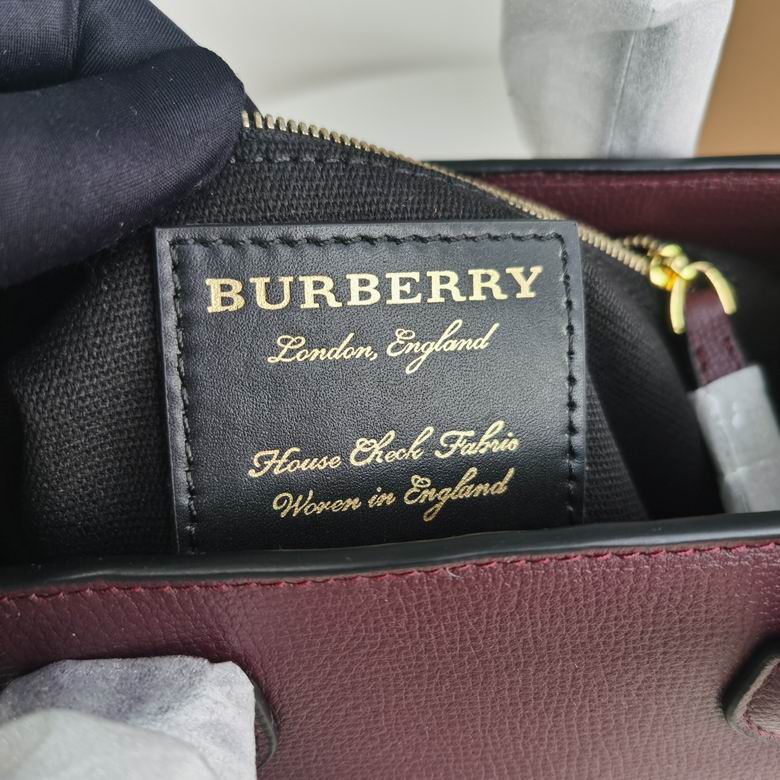 BURBERRY
London, England
House Check Fabric
Woven in England